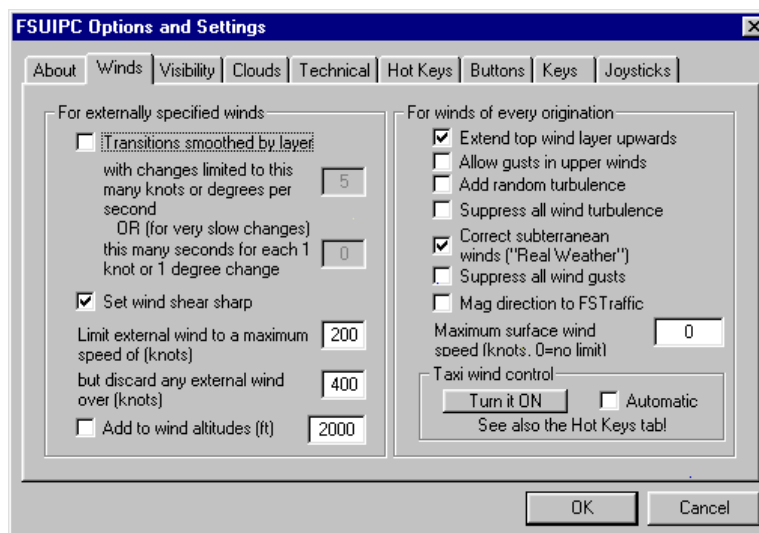 FSUIPC Options and Settings
About
Winds
Visibility
Clouds
Technical
Hot Keys
Buttons
Keys
Joysticks
For externally specified winds
Transitions smoothed by layer
with changes limited to this
many knots or degrees per
second
5
OR (for very slow changes)
this many seconds for each 1
knot or 1 degree change
0
Set wind shear sharp
Limit external wind to a maximum
speed of (knots)
200
but discard any external wind
over (knots)
400
Add to wind altitudes (ft)
2000
For winds of every origination
Extend top wind layer upwards
Allow gusts in upper winds
Add random turbulence
Suppress all wind turbulence
Correct subterranean
winds ("Real Weather")
Suppress all wind gusts
Mag direction to FSTraffic
Maximum surface wind
speed (knots, 0=no limit)
0
Taxi wind control
Turn it ON
Automatic
See also the Hot Keys tab!
OK
Cancel